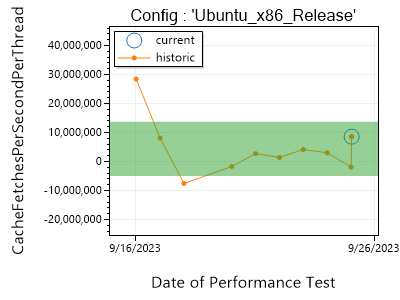 Config : 'Ubuntu_x86_Release'
CacheFetchesPerSecondPerThread
current
historic
40,000,000
30,000,000
20,000,000
10,000,000
0
-10,000,000
-20,000,000
9/16/2023
9/26/2023
Date of Performance Test